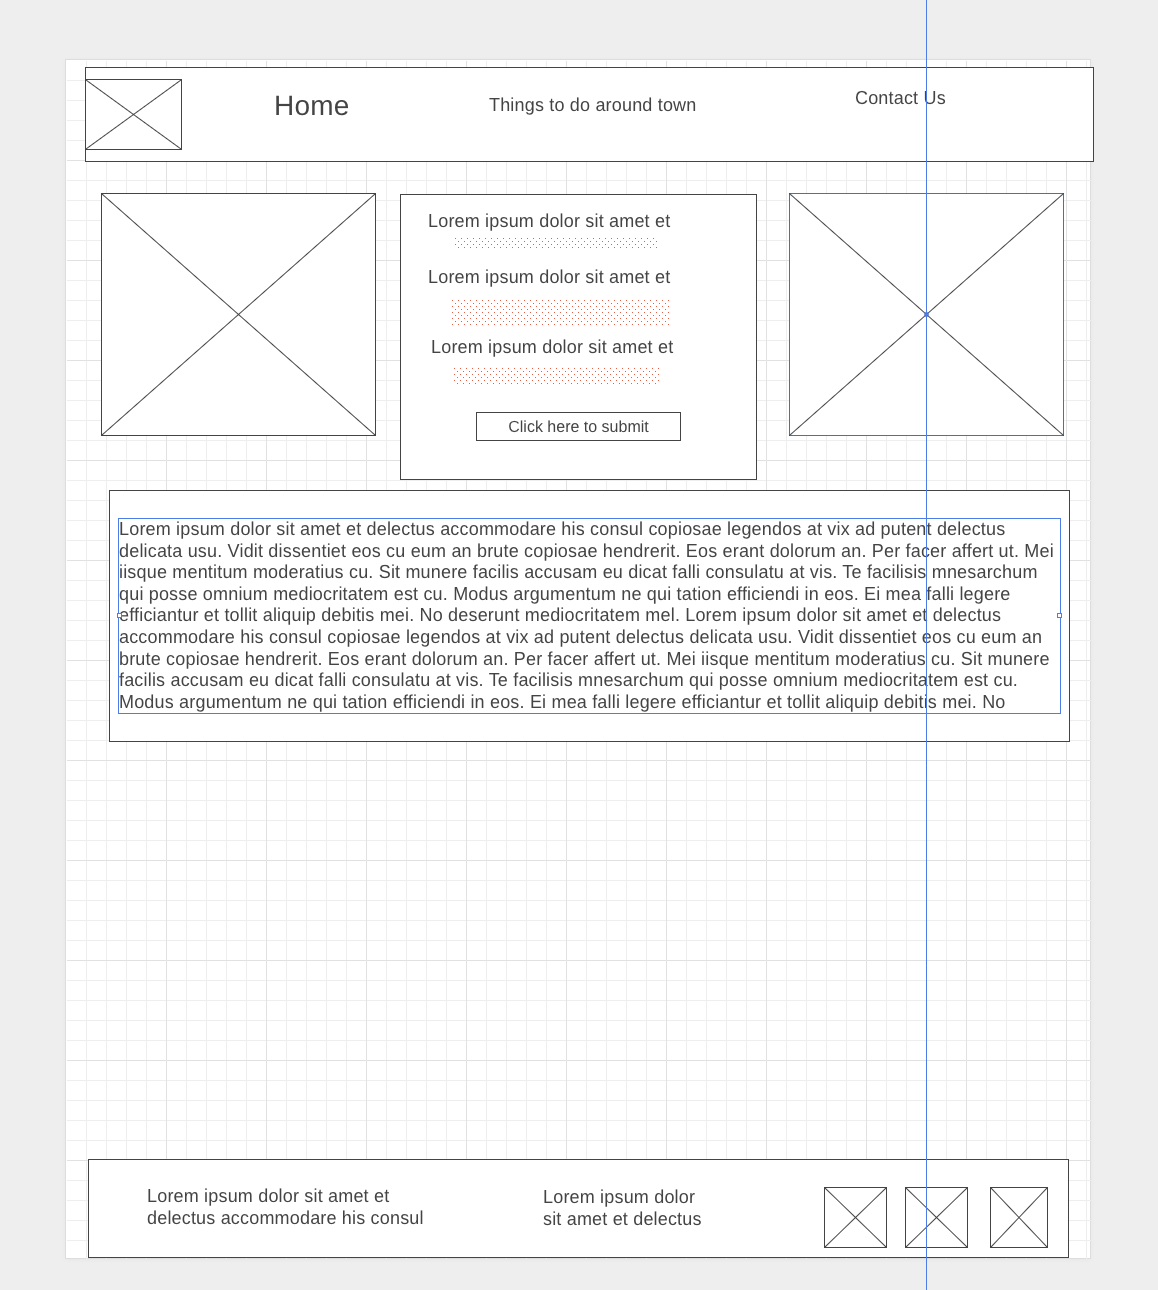 Home
Things to do around town
Contact Us
Lorem ipsum dolor sit amet et
Lorem ipsum dolor sit amet et
Lorem ipsum dolor sit amet et
Click here to submit
Lorem ipsum dolor sit amet et delectus accommodare his consul copiosae legendos at vix ad putent delectus
delicata usu. Vidit dissentiet eos cu eum an brute copiosae hendrerit. Eos erant dolorum an. Per facer affert ut. Mei
iisque mentitum moderatius cu. Sit munere facilis accusam eu dicat falli consulatu at vis. Te facilisis mnesarchum
qui posse omnium mediocritatem est cu. Modus argumentum ne qui tation efficiendi in eos. Ei mea falli legere
efficiantur et tollit aliquip debitis mei. No deserunt mediocritatem mel. Lorem ipsum dolor sit amet et delectus
accommodare his consul copiosae legendos at vix ad putent delectus delicata usu. Vidit dissentiet eos cu eum an
brute copiosae hendrerit. Eos erant dolorum an. Per facer affert ut. Mei iisque mentitum moderatius cu. Sit munere
facilis accusam eu dicat falli consulatu at vis. Te facilisis mnesarchum qui posse omnium mediocritatem est cu.
Modus argumentum ne qui tation efficiendi in eos. Ei mea falli legere efficiantur et tollit aliquip debitis mei. No
Lorem ipsum dolor sit amet et
delectus accommodare his consul
Lorem ipsum dolor
sit amet et delectus